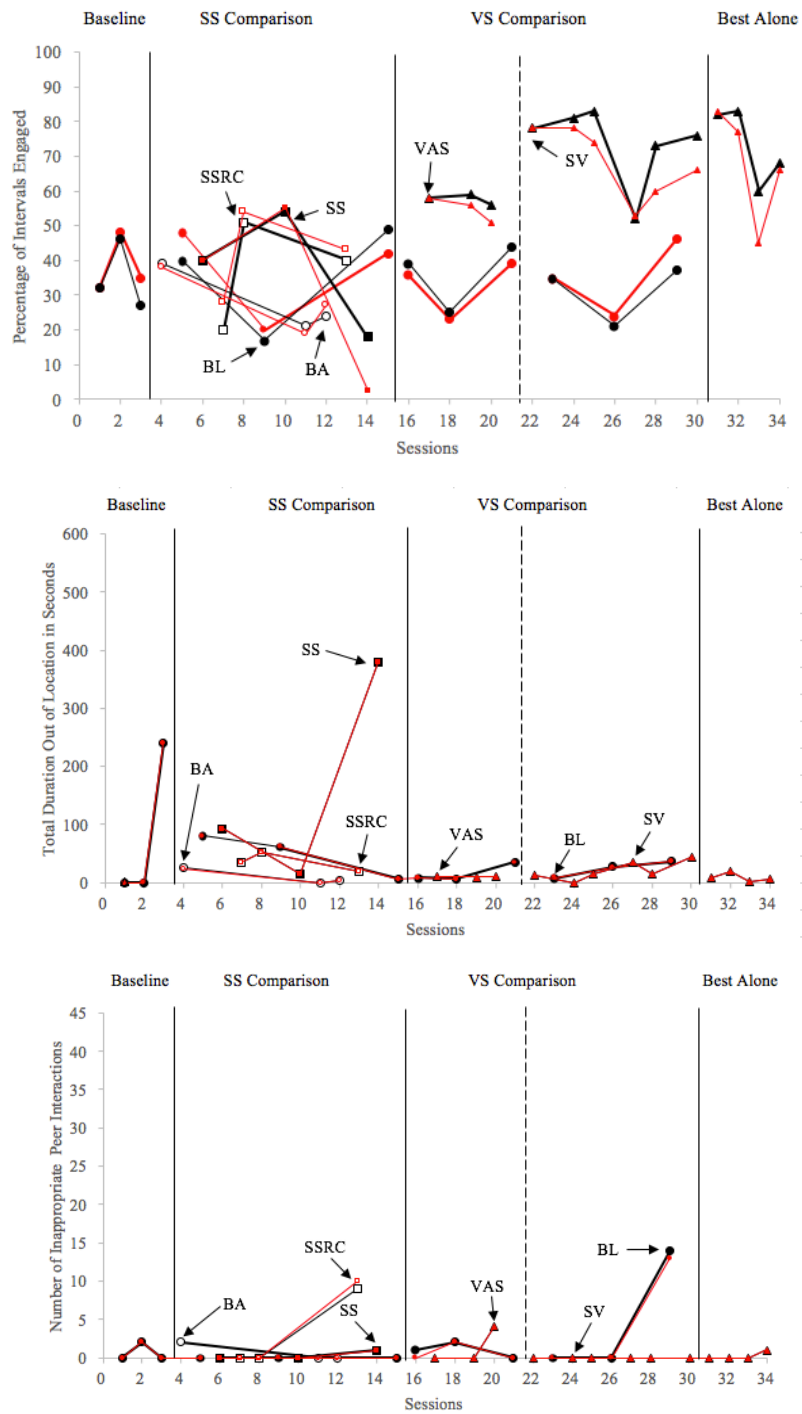 Baseline SS Comparison VS Comparison Best Alone
Percentage of Intervals Engaged
100
90
80
70
60
50
40
30
20
10
0
SSRC
SS
BL
BA
VAS
SV
0 2 4 6 8 10 12 14 16 18 20 22 24 26 28 30 32 34
Sessions
Baseline SS Comparison VS Comparison Best Alone
Total Duration Out of Location in Seconds
600
500
400
300
200
100
0
SS
BA
SSRC
VAS
BL
SV
0 2 4 6 8 10 12 14 16 18 20 22 24 26 28 30 32 34
Sessions
Baseline SS Comparison VS Comparison Best Alone
Number of Inappropriate Peer Interactions
45
40
35
30
25
20
15
10
5
0
SSRC
BA
SS
VAS
SV
BL
0 2 4 6 8 10 12 14 16 18 20 22 24 26 28 30 32 34
Sessions